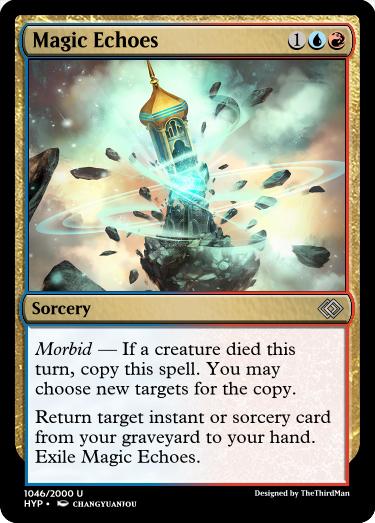 Magic Echoes 1
Sorcery
Morbid — If a creature died this
turn, copy this spell. You may
choose new targets for the copy.
Return target instant or sorcery card
from your graveyard to your hand.
Exile Magic Echoes.
1046/2000 U
Designed by TheThirdMan
HYP • CHANGYUANJOU